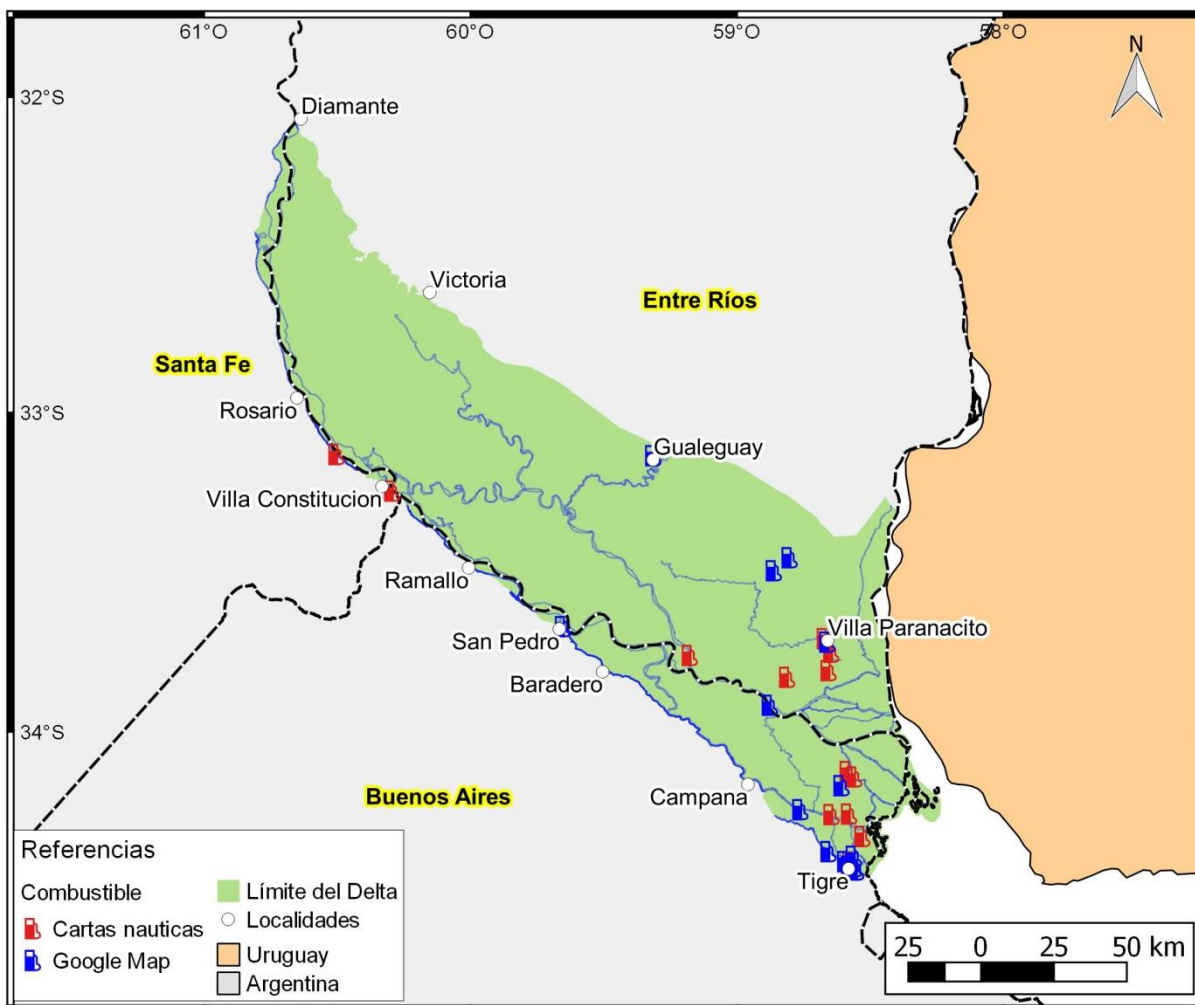 61°O 60°O 59°O 58°O
N
32°S
Diamante
Victoria
Entre Ríos
Santa Fe
Rosario
33°S
Gualeguay
Villa Constitucion
Ramallo
San Pedro
Villa Paranacito
Baradero
34°S
Campana
Buenos Aires
Tigre
Referencias
Combustible
Cartas nauticas
Google Map
Límite del Delta
Localidades
Uruguay
Argentina
25 0 25 50 km